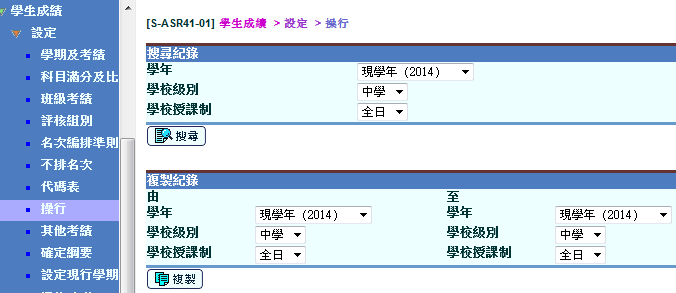 學生成績
設定
學期及考績
科目滿分及比
班級考績
評核組別
名次編排準則
不排名次
代碼表
操行
其他考績
確定綱要
設定現行學期
[S-ASR41-01] 學生成績 > 設定 > 操行
搜尋紀錄
學年 現學年 (2014)
學校級別 中學
學校授課制 全日
搜尋
複製紀錄
由 至
學年 現學年 (2014) 學年 現學年 (2014)
學校級別 中學 學校級別 中學
學校授課制 全日 學校授課制 全日
複製